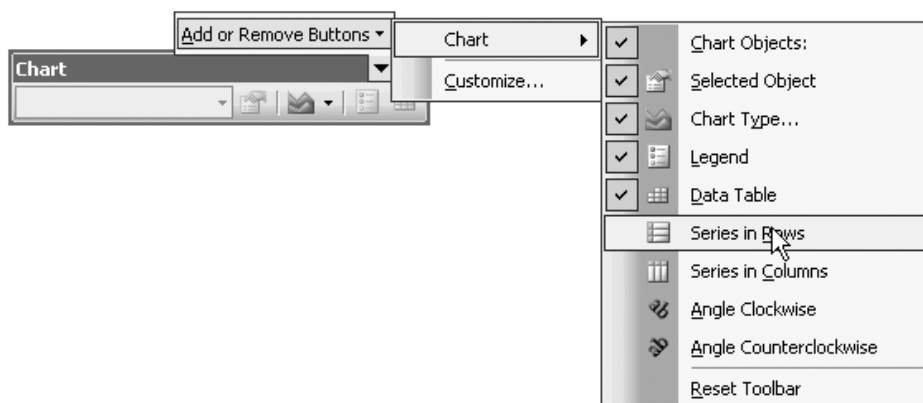 Add or Remove Buttons
Chart
Chart
Customize...
Chart Objects:
Selected Object
Chart Type...
Legend
Data Table
Series in Rows
Series in Columns
Angle Clockwise
Angle Counterclockwise
Reset Toolbar